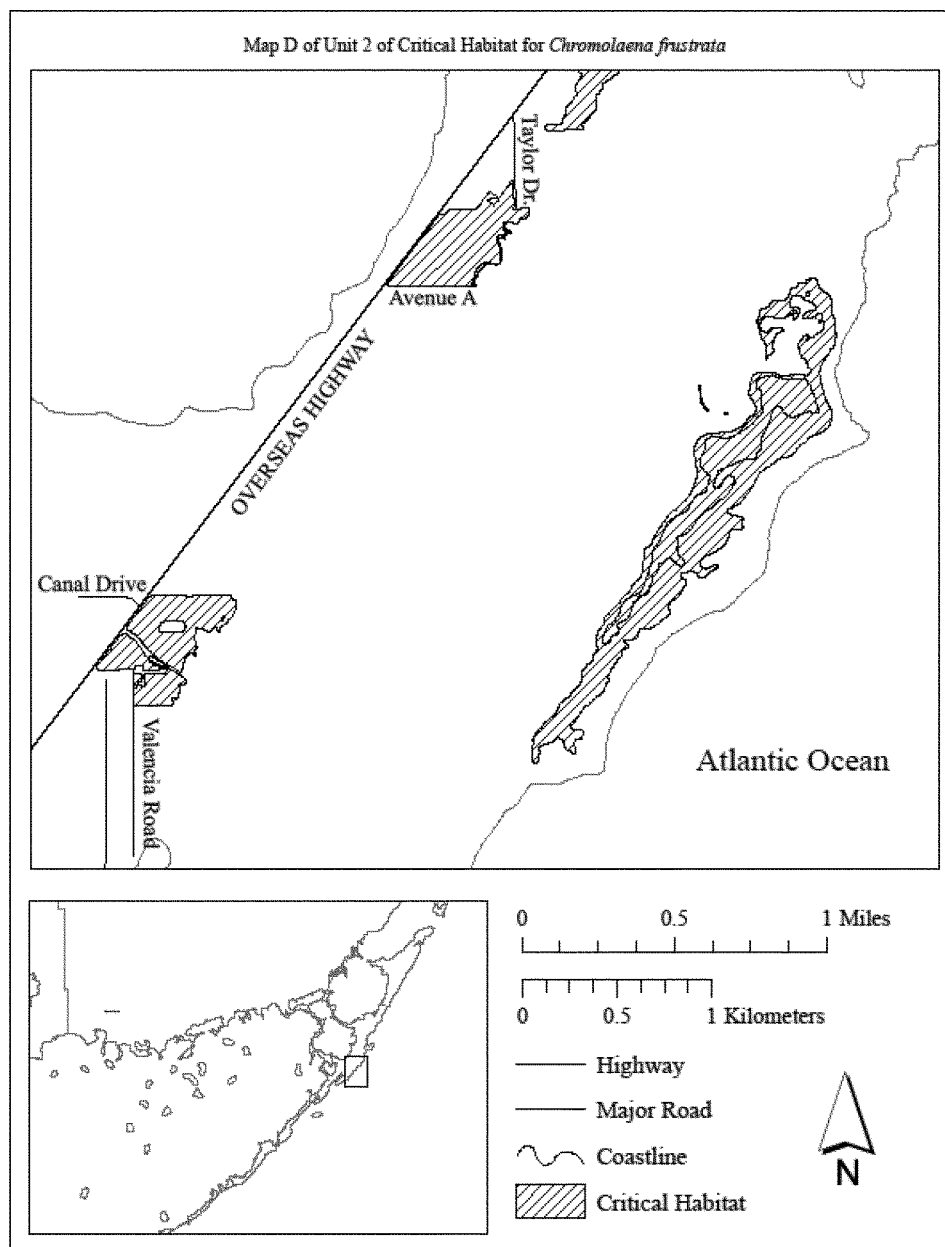 Map D of Unit 2 of Critical Habitat for Chromolaena frustrata
Taylor Dr.
Avenue A
OVERSEAS HIGHWAY
Canal Drive
Valencia Road
Atlantic Ocean
0 0.5 1 Miles
0 0.5 1 Kilometers
Highway
Major Road
Coastline
Critical Habitat
N